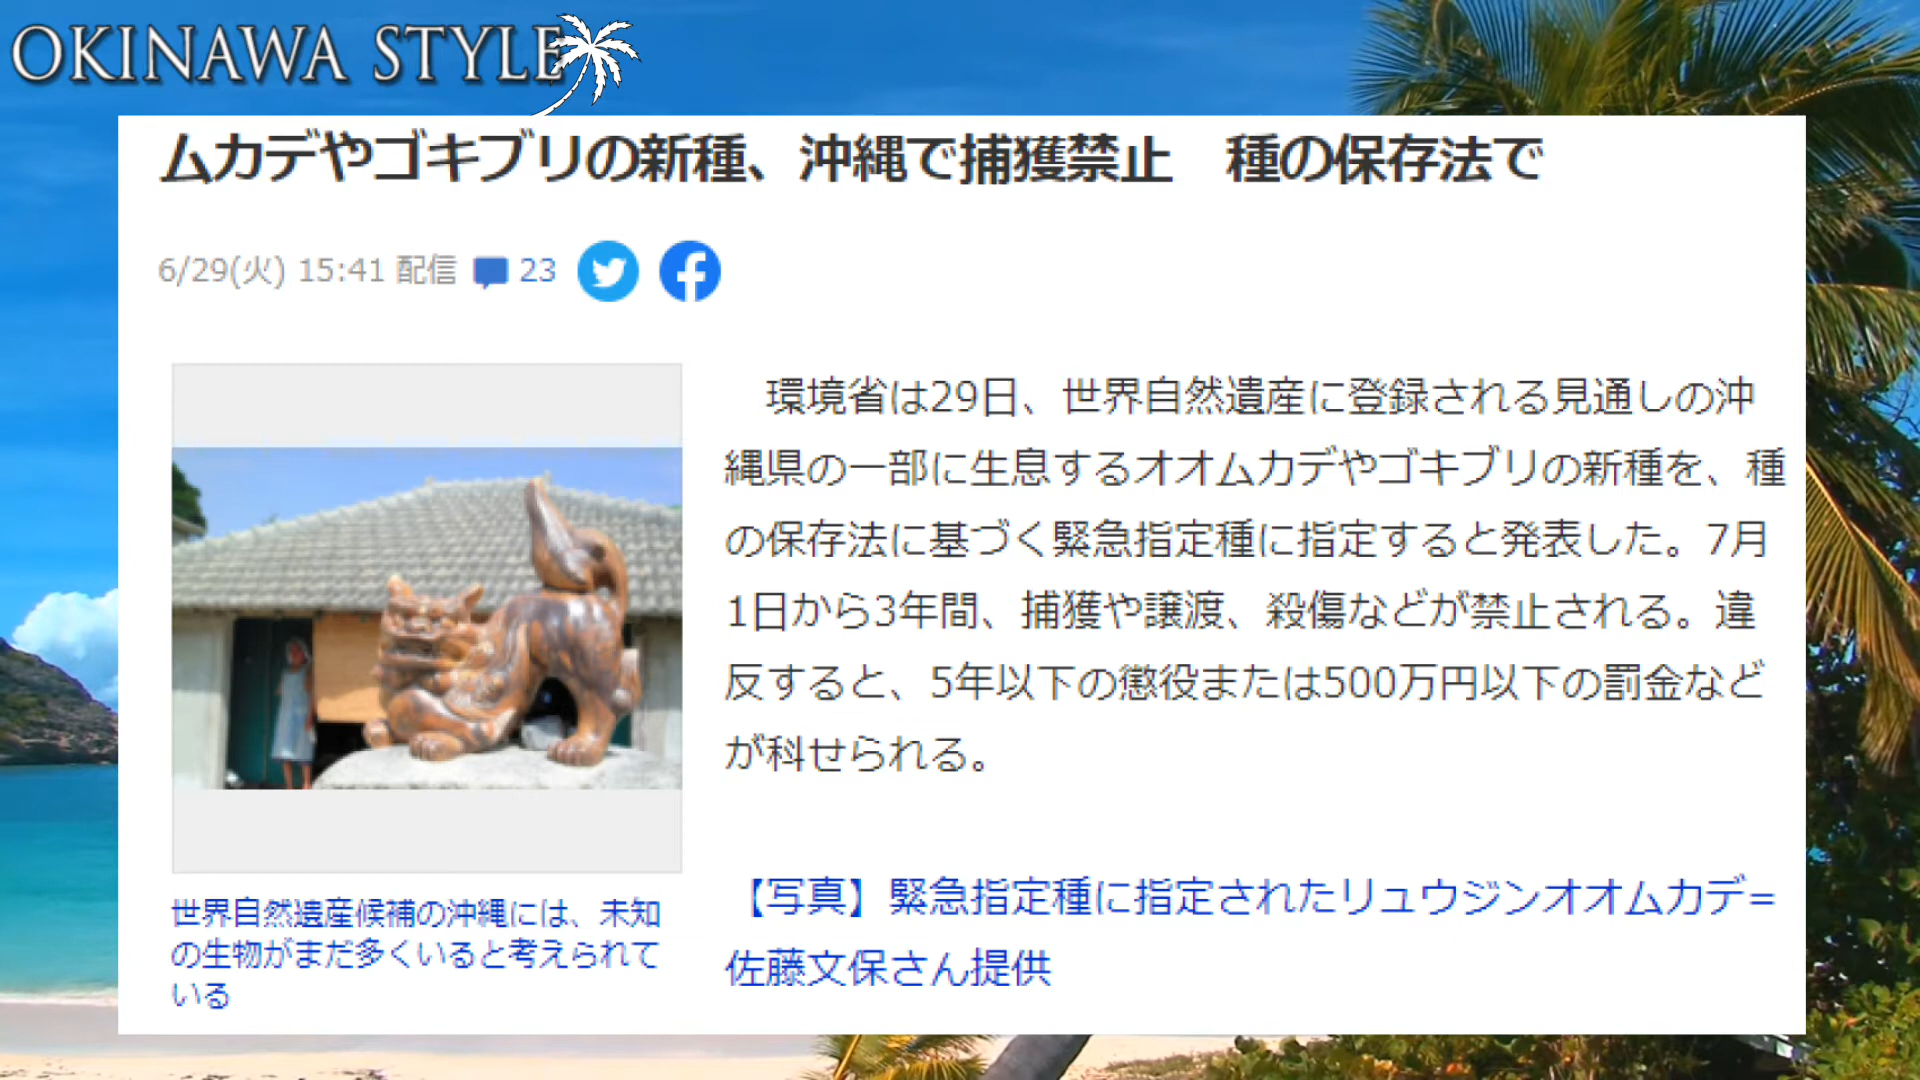 OKINAWA STYLE
ムカデやゴキブリの新種、沖縄で捕獲禁止　種の保存法で
6/29(火) 15:41 配信 23
環境省は29日、世界自然遺産に登録される見通しの沖
縄県の一部に生息するオオムカデやゴキブリの新種を、種
の保存法に基づく緊急指定種に指定すると発表した。7月
1日から3年間、捕獲や譲渡、殺傷などが禁止される。違
反すると、5年以下の懲役または500万円以下の罰金など
が科せられる。
【写真】緊急指定種に指定されたリュウジンオオムカデ=
佐藤文保さん提供
世界自然遺産候補の沖縄には、未知
の生物がまだ多くいると考えられて
いる